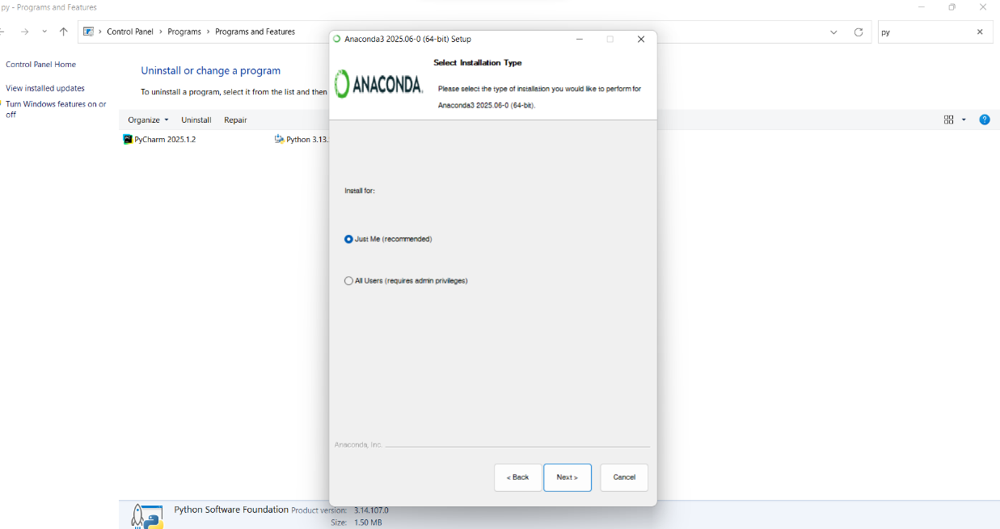 py - Programs and Features
Control Panel › Programs › Programs and Features
py
Control Panel Home
View installed updates
Turn Windows features on or
off
Uninstall or change a program
To uninstall a program, select it from the list and then
Organize
Uninstall
Repair
PyCharm 2025.1.2
Python 3.13.
Anaconda3 2025.06-0 (64-bit) Setup
ANACONDA.
Select Installation Type
Please select the type of installation you would like to perform for
Anaconda3 2025.06-0 (64-bit).
Install for:
Just Me (recommended)
All Users (requires admin privileges)
Anaconda, Inc.
< Back
Next >
Cancel
Python Software Foundation
Product version: 3.14.107.0
Size: 1.50 MB